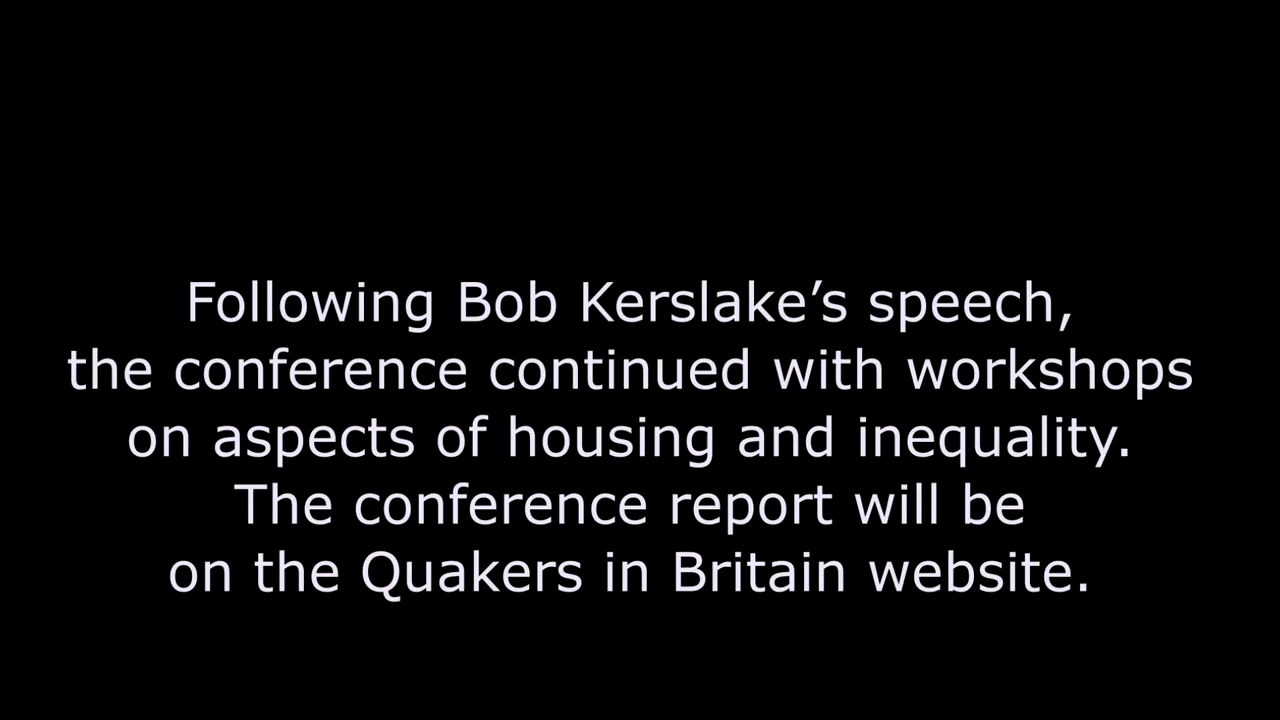 Following Bob Kerslake’s speech,
the conference continued with workshops
on aspects of housing and inequality.
The conference report will be
on the Quakers in Britain website.